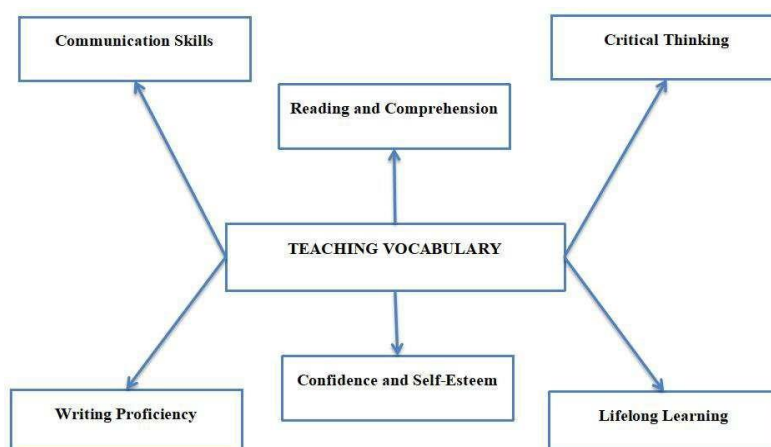 Communication Skills
Critical Thinking
Reading and Comprehension
TEACHING VOCABULARY
Confidence and Self-Esteem
Writing Proficiency
Lifelong Learning